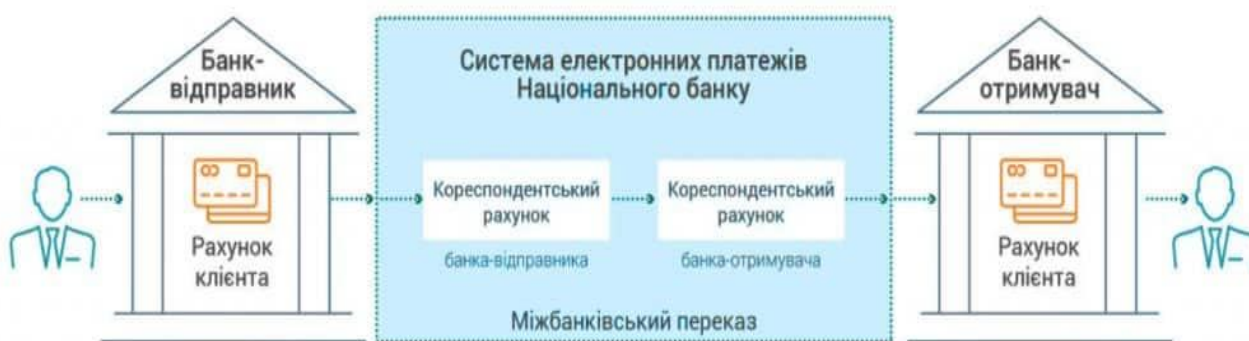 Банк-
відправник
Рахунок
клієнта
Система електронних платежів
Національного банку
Кореспондентський
рахунок
банка-відправника
Кореспондентський
рахунок
банка-отримувача
Міжбанківський переказ
Банк-
отримувач
Рахунок
клієнта